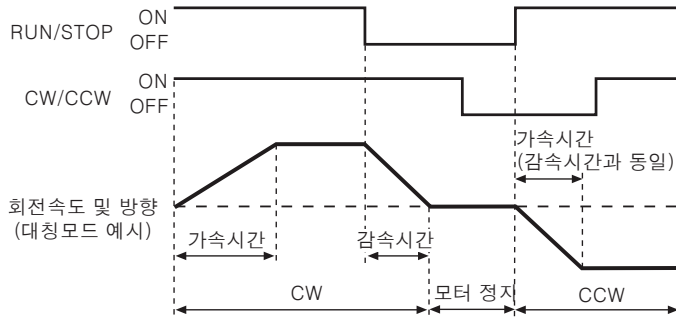 RUN/STOP
ON
OFF
CW/CCW
ON
OFF
가속시간
(감속시간과 동일)
회전속도 및 방향
(대칭모드 예시)
가속시간
감속시간
CW
모터 정지
CCW